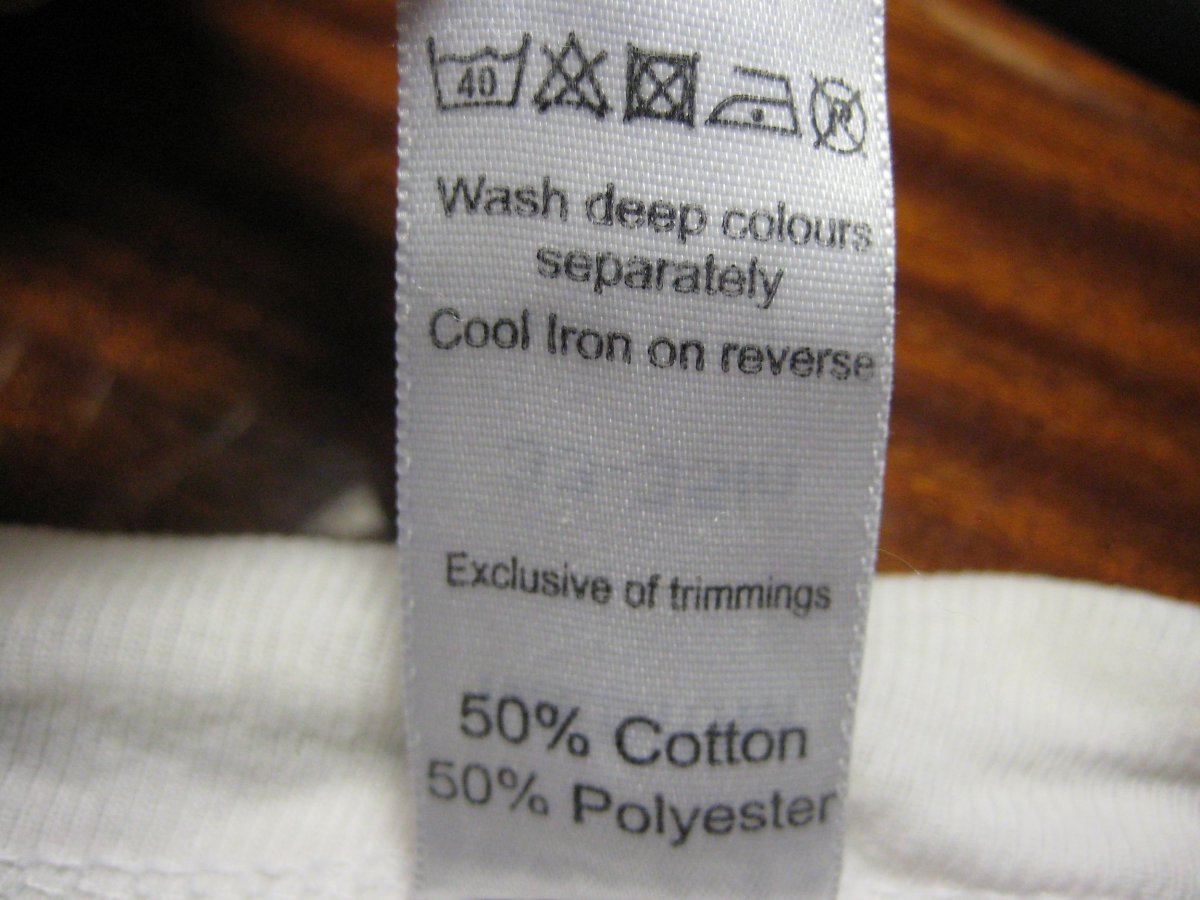 40
P
Wash deep colours
separately
Cool Iron on reverse
Exclusive of trimmings
50% Cotton
50% Polyester